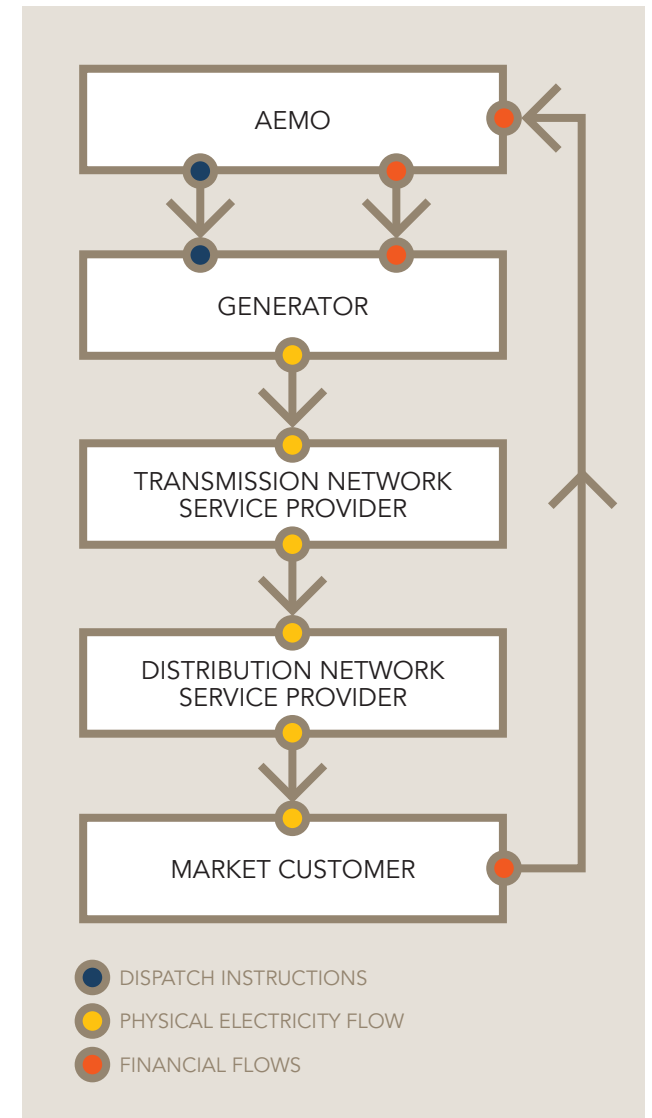 AEMO
GENERATOR
TRANSMISSION NETWORK
SERVICE PROVIDER
DISTRIBUTION NETWORK
SERVICE PROVIDER
MARKET CUSTOMER
DISPATCH INSTRUCTIONS
PHYSICAL ELECTRICITY FLOW
FINANCIAL FLOWS